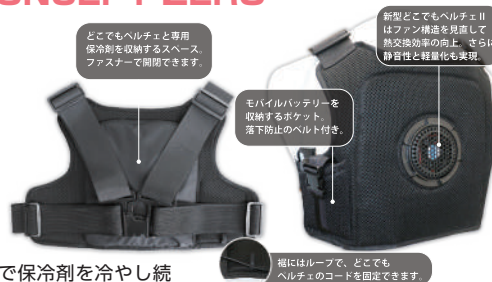 ONCEPT ZERO
どこでもペルチェと専用
保冷剤を収納するスペース。
ファスナーで開閉できます。
新型どこでもペルチェⅡ
はファン構造を見直して
熱交換効率の向上。さらに
静音性と軽量化も実現。
モバイルバッテリーを
収納するポケット。
落下防止のベルト付き。
裾にはループで、どこでも
ペルチェのコードを固定できます。
で保冷剤を冷やし続